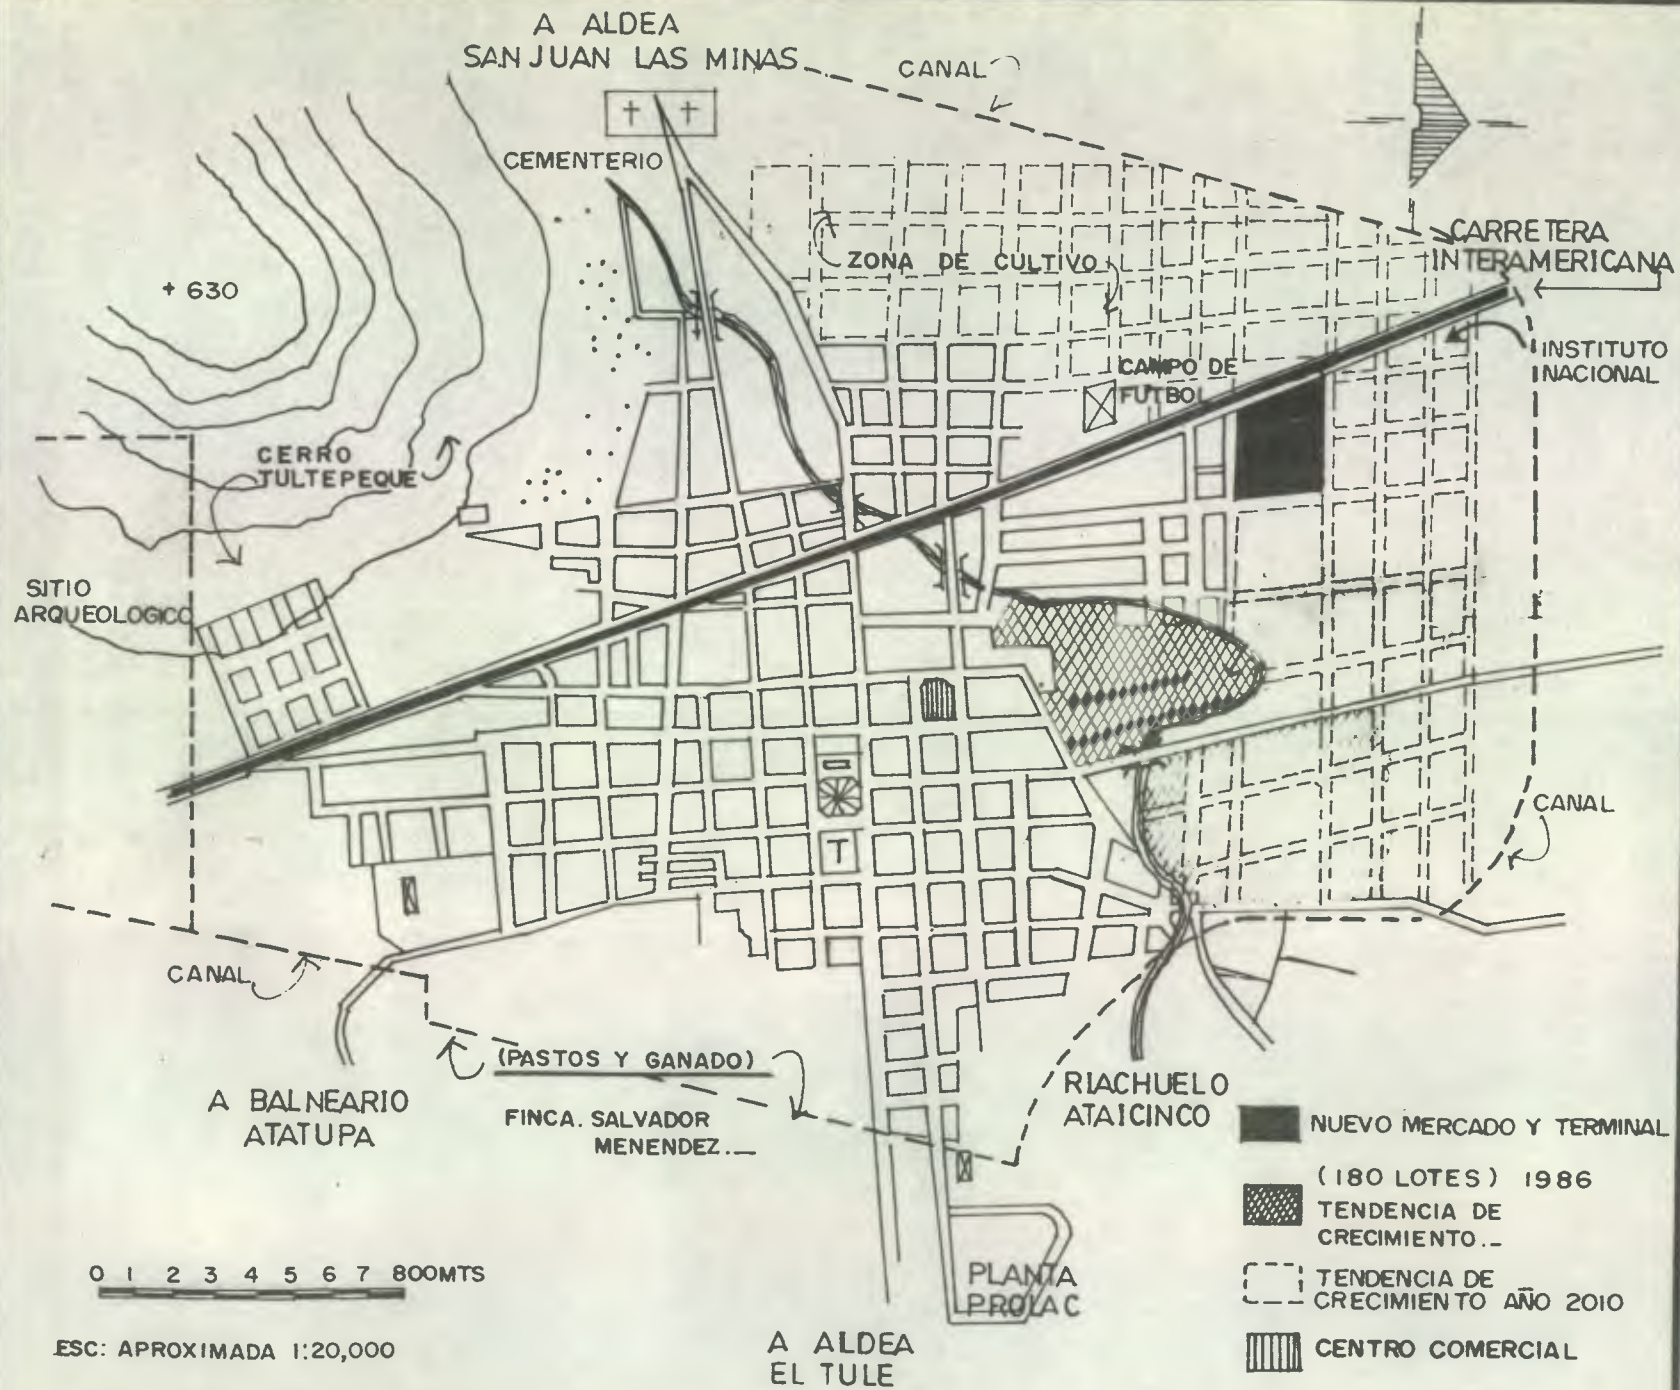 A ALDEA
SAN JUAN LAS MINAS
CANAL
CEMENTERIO
CARRETERA
INTERAMERICANA
ZONA DE CULTIVO
+ 630
INSTITUTO
NACIONAL
CAMPO DE
FUTBOL
CERRO
TULTEPEQUE
SITIO
ARQUEOLOGICO
T
CANAL
CANAL
(PASTOS Y GANADO)
FINCA. SALVADOR
MENENDEZ._
A BALNEARIO
ATATUPA
RIACHUELO
ATAICINCO
NUEVO MERCADO Y TERMINAL
(180 LOTES) 1986
TENDENCIA DE
CRECIMIENTO._
TENDENCIA DE
CRECIMIENTO AÑO 2010
CENTRO COMERCIAL
PLANTA
PROLAC
0 1 2 3 4 5 6 7 800MTS
ESC: APROXIMADA 1:20,000
A ALDEA
EL TULE